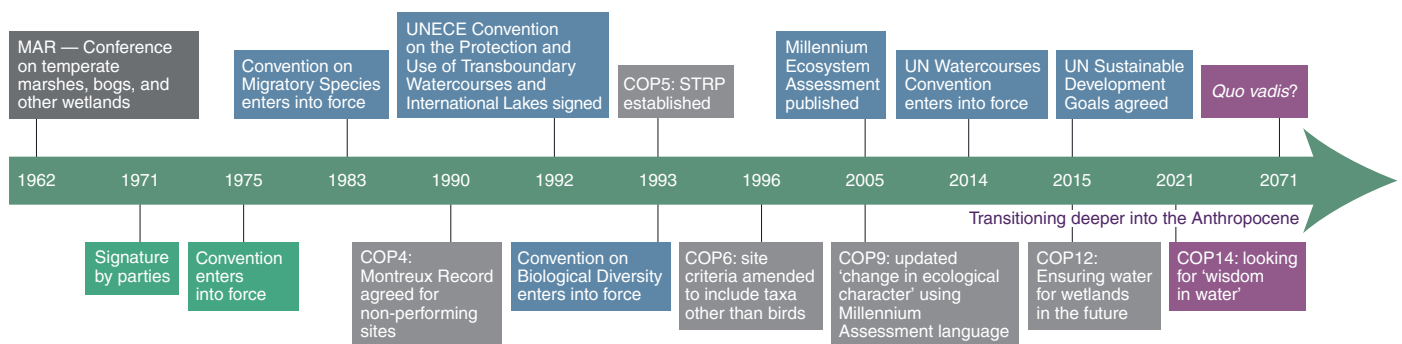 MAR — Conference
on temperate
marshes, bogs, and
other wetlands
Convention on
Migratory Species
enters into force
UNECE Convention
on the Protection and
Use of Transboundary
Watercourses and
International Lakes signed
COP5: STRP
established
Millennium
Ecosystem
Assessment
published
UN Watercourses
Convention
enters into force
UN Sustainable
Development
Goals agreed
Quo vadis?
1962 1971 1975 1983 1990 1992 1993 1996 2005 2014 2015 2021 2071
Transitioning deeper into the Anthropocene
Signature
by parties
Convention
enters
into force
COP4:
Montreux Record
agreed for
non-performing
sites
Convention on
Biological Diversity
enters into force
COP6: site
criteria amended
to include taxa
other than birds
COP9: updated
‘change in ecological
character’ using
Millennium
Assessment language
COP12:
Ensuring water
for wetlands
in the future
COP14: looking
for ‘wisdom
in water’